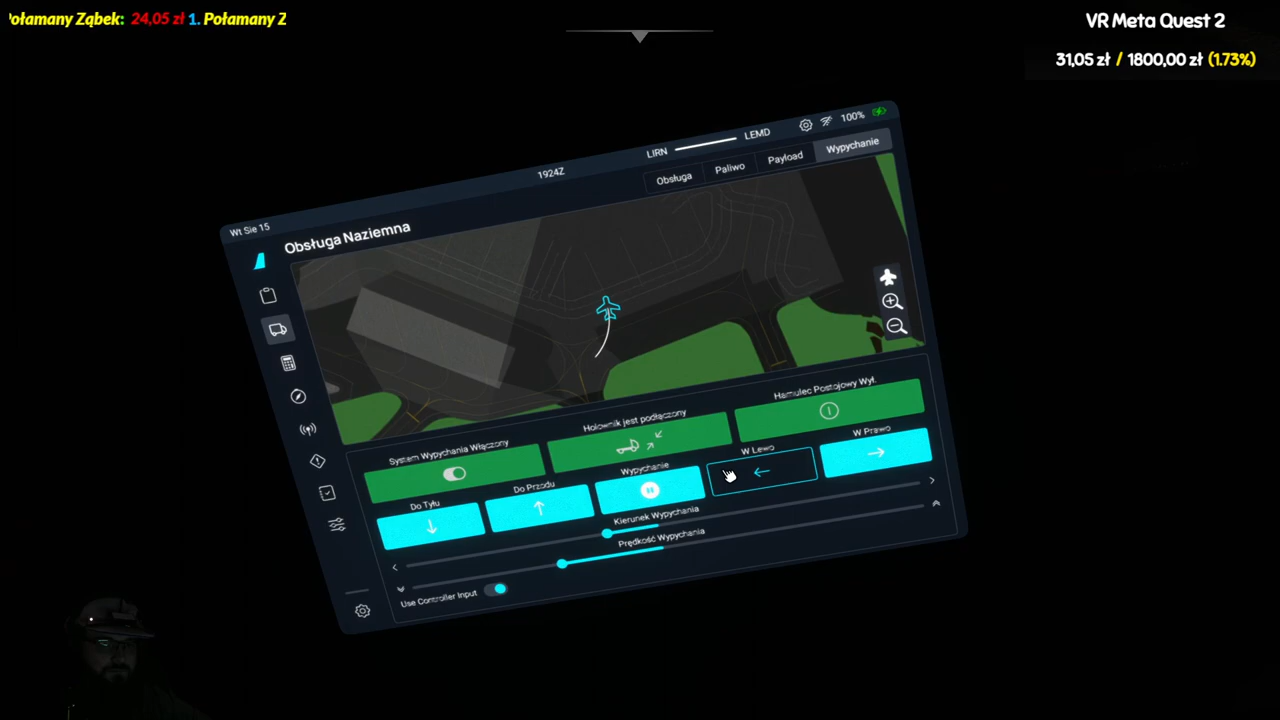 Połamany Ząbek: 24,05 zł 1. Połamany Z
VR Meta Quest 2
31,05 zł / 1800,00 zł (1.73%)
Wt Sie 15
1924Z
LIRN LEMD
100%
Obsługa Naziemna
Obsługa Paliwo Payload Wypychanie
System Wypychania Włączony
Holownik jest podłączony
Hamulec Postojowy Wył.
Do Tyłu
Do Przodu
Wypychanie
W Lewo
W Prawo
Kierunek Wypychania
Prędkość Wypychania
Use Controller Input